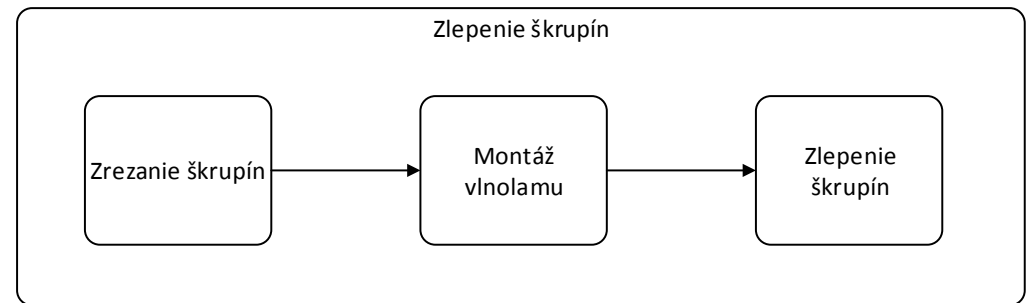 Zlepenie škrupín
Zrezanie škrupín
Montáž
vlnolamu
Zlepenie
škrupín